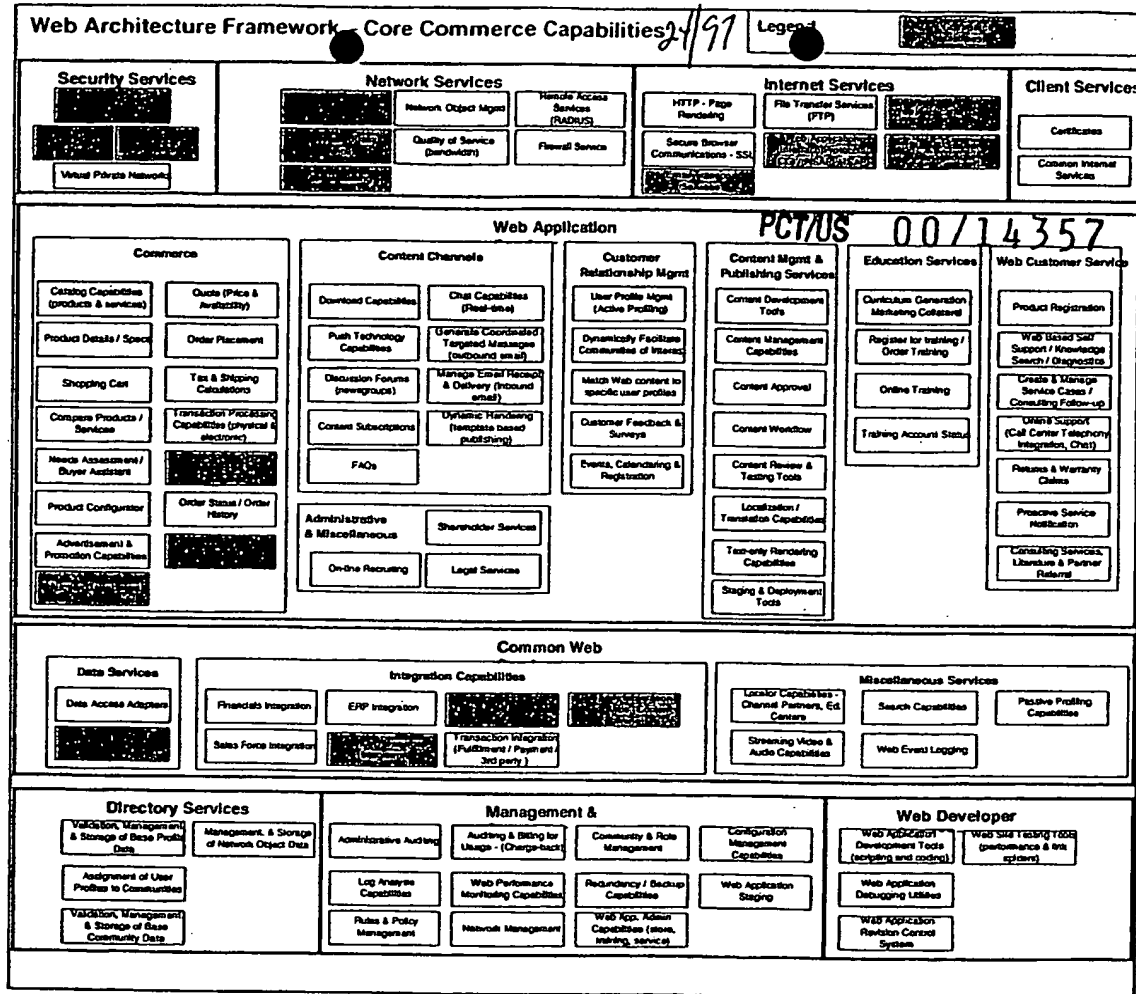 Web Architecture Framework - Core Commerce Capabilities
24/97
Legend
Security Services
Virtual Private Networks
Network Services
Network Object Mgmt
Remote Access
Services
(RADIUS)
Quality of Service
(bandwidth)
Firewall Service
Internet Services
HTTP - Page
Rendering
File Transfer Services
(FTP)
Secure Browser
Communications - SSL
Client Services
Certificates
Common Internet
Services
PCT/US 00/14357
Web Application
Commerce
Catalog Capabilities
(products & services)
Quote (Price &
Availability)
Product Details / Specs
Order Placement
Shopping Cart
Tax & Shipping
Calculations
Compare Products /
Services
Transaction Processing
Capabilities (physical &
electronic)
Needs Assessment /
Buyer Assistant
Product Configurator
Order Status / Order
History
Advertisement &
Promotion Capabilities
Content Channels
Download Capabilities
Chat Capabilities
(Real-time)
Push Technology
Capabilities
Generate Coordinated
Targeted Messages
(outbound email)
Discussion Forums
(newsgroups)
Manage Email Receipt
& Delivery (Inbound
email)
Content Subscriptions
Dynamic Rendering
(template based
publishing)
FAQs
Administrative
& Miscellaneous
Shareholder Services
On-line Recruiting
Legal Services
Customer
Relationship Mgmt
User Profile Mgmt
(Active Profiling)
Dynamically Facilitate
Communities of Interest
Match Web content to
specific user profiles
Customer Feedback &
Surveys
Events, Calendaring &
Registration
Content Mgmt &
Publishing Services
Content Development
Tools
Content Management
Capabilities
Content Approval
Content Workflow
Content Review &
Testing Tools
Localization /
Translation Capabilities
Text-only Rendering
Capabilities
Staging & Deployment
Tools
Education Services
Curriculum Generation
Marketing Collateral
Register for training /
Order Training
Online Training
Training Account Status
Web Customer Service
Product Registration
Web Based Self
Support / Knowledge
Search / Diagnostics
Create & Manage
Service Cases /
Consulting Follow-up
Online Support
(Call Center Telephony
Integration, Chat)
Returns & Warranty
Claims
Proactive Service
Notification
Consulting Services,
Literature & Partner
Referral
Common Web
Data Services
Data Access Adapters
Integration Capabilities
Financials Integration
ERP Integration
Sales Force Integration
Transaction Integration
(Fulfillment / Payment /
3rd party )
Miscellaneous Services
Locator Capabilities -
Channel Partners, Ed.
Centers
Search Capabilities
Passive Profiling
Capabilities
Streaming Video &
Audio Capabilities
Web Event Logging
Directory Services
Validation, Management
& Storage of Base Profile
Data
Management, & Storage
of Network Object Data
Assignment of User
Profiles to Communities
Validation, Management
& Storage of Base
Community Data
Management &
Administrative Auditing
Auditing & Billing for
Usage - (Charge-back)
Community & Role
Management
Configuration
Management
Capabilities
Log Analysis
Capabilities
Web Performance
Monitoring Capabilities
Redundancy / Backup
Capabilities
Web Application
Staging
Rules & Policy
Management
Network Management
Web App. Admin
Capabilities (store,
training, service)
Web Developer
Web Application
Development Tools
(scripting and coding)
Web Site Testing Tools
(performance & link
spiders)
Web Application
Debugging Utilities
Web Application
Revision Control
System